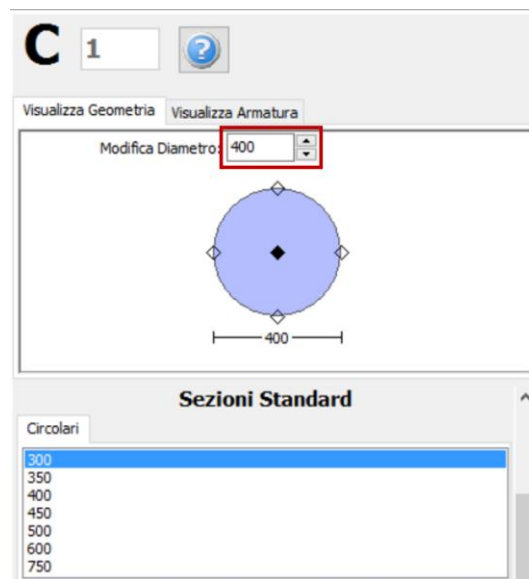 C 1
Visualizza Geometria Visualizza Armatura
Modifica Diametro: 400
400
Sezioni Standard
Circolari
300
350
400
450
500
600
750